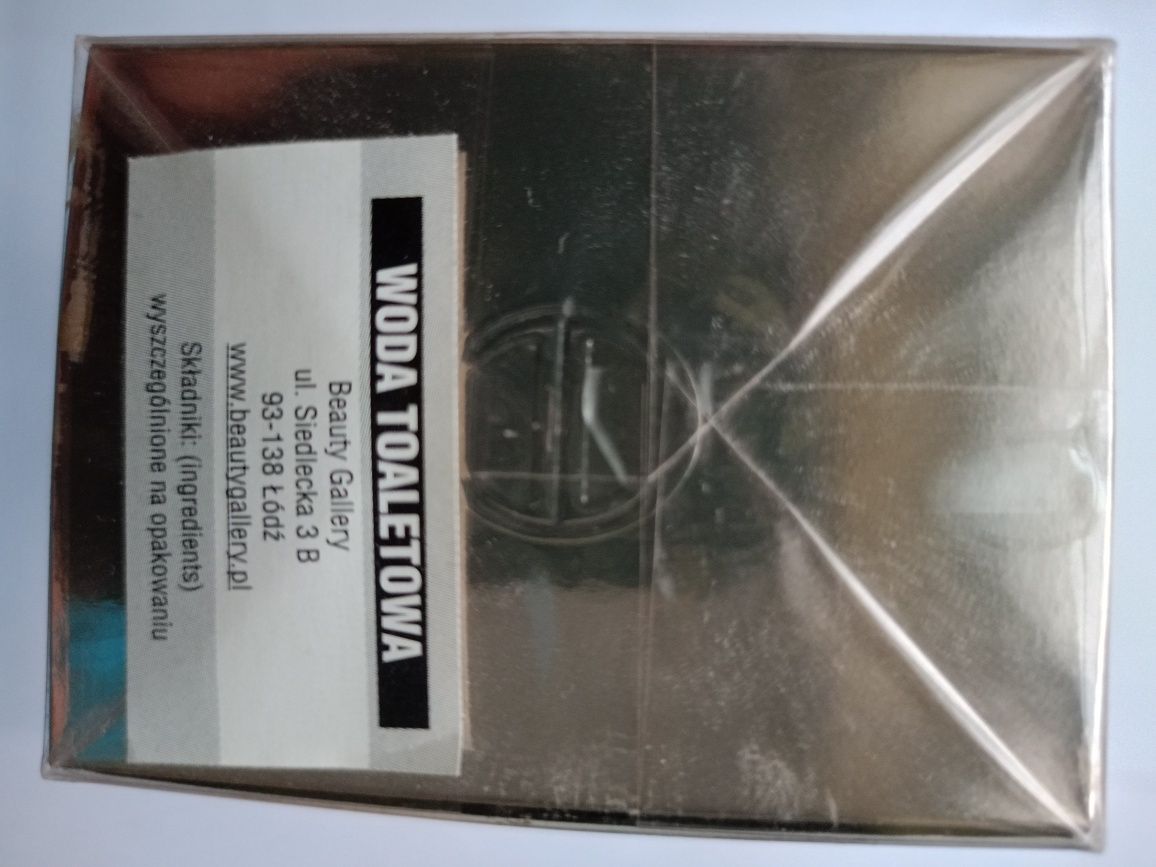 WODA TOALETOWA
Beauty Gallery
ul. Siedlecka 3 B
93-138 Łódź
www.beautygallery.pl
Składniki: (ingredients)
wyszczególnione na opakowaniu